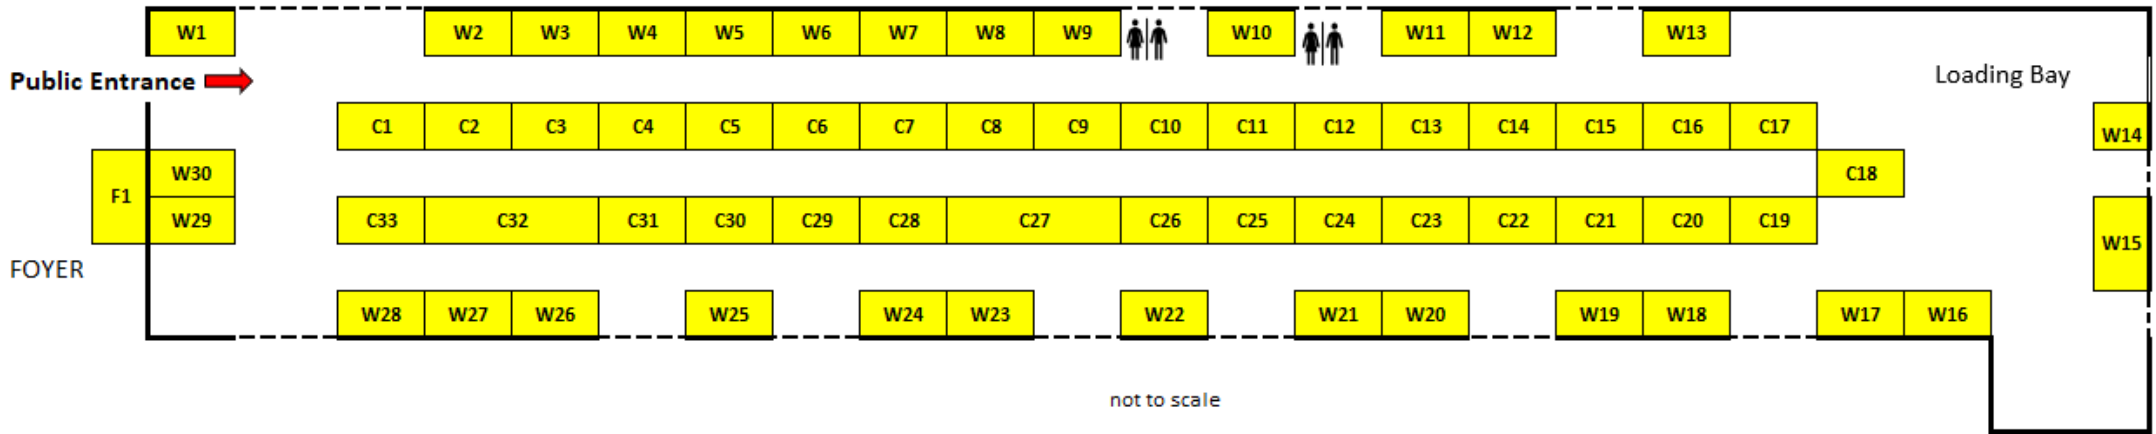 W1 W2 W3 W4 W5 W6 W7 W8 W9 W10 W11 W12 W13
Public Entrance
Loading Bay
C1 C2 C3 C4 C5 C6 C7 C8 C9 C10 C11 C12 C13 C14 C15 C16 C17
W14
W30 C18
F1
W29 C33 C32 C31 C30 C29 C28 C27 C26 C25 C24 C23 C22 C21 C20 C19
W15
FOYER
W28 W27 W26 W25 W24 W23 W22 W21 W20 W19 W18 W17 W16
not to scale